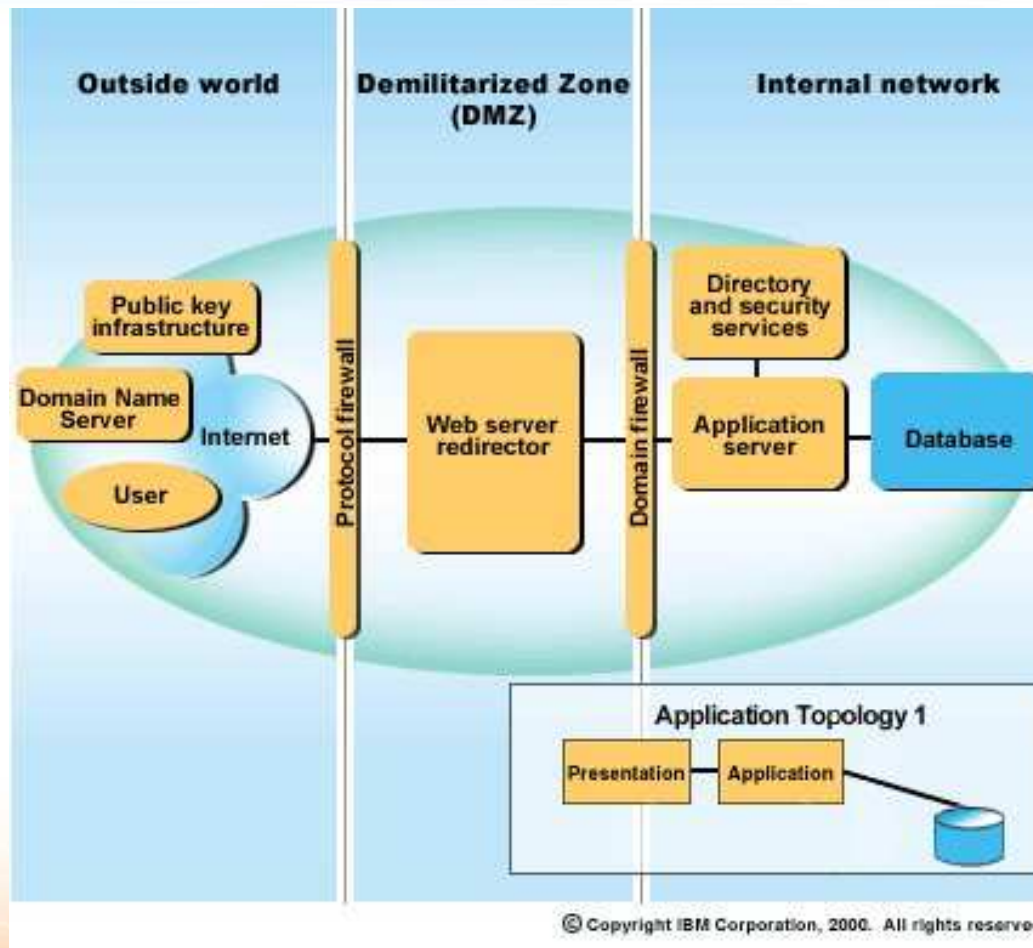 Outside world
Demilitarized Zone
(DMZ)
Internal network
Public key
infrastructure
Domain Name
Server
Internet
User
Protocol firewall
Web server
redirector
Domain firewall
Directory
and security
services
Application
server
Database
Application Topology 1
Presentation
Application
© Copyright IBM Corporation, 2000. All rights reserve